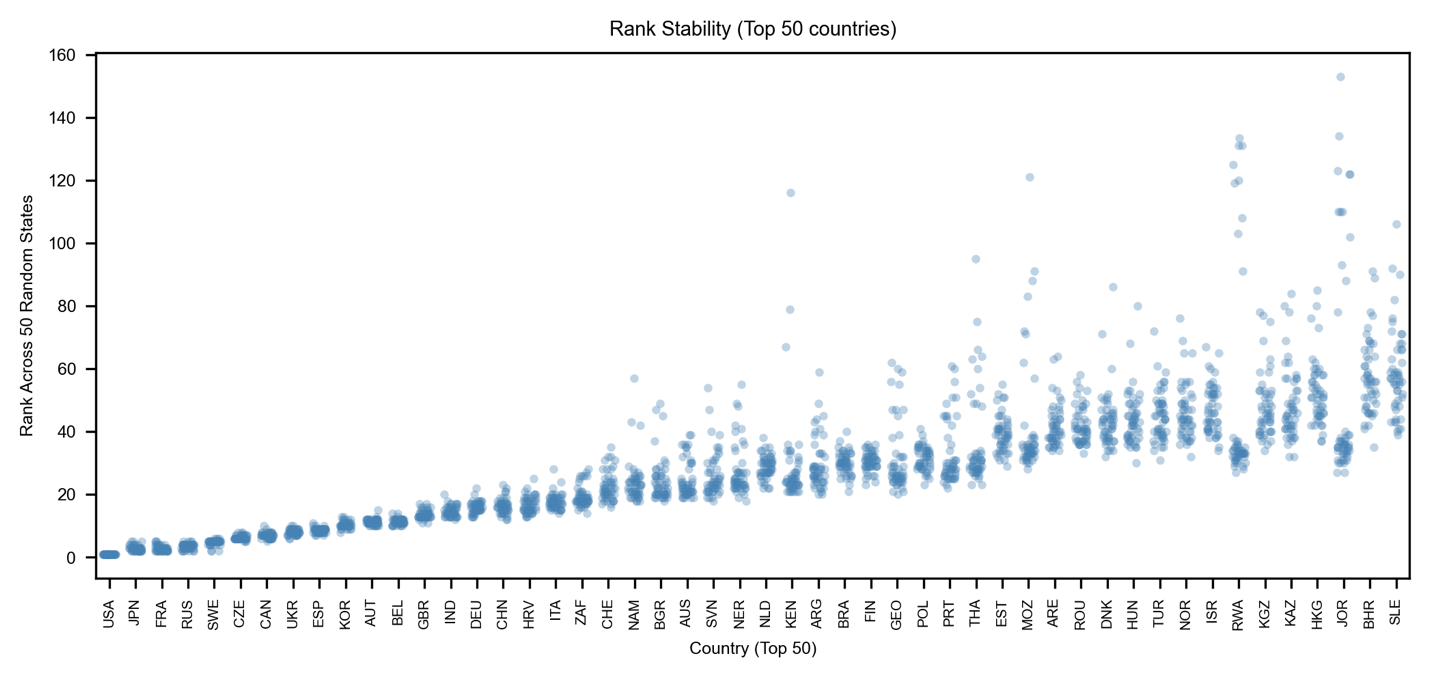 Rank Stability (Top 50 countries)
Rank Across 50 Random States
160
140
120
100
80
60
40
20
0
USA JPN FRA RUS SWE CZE CAN UKR ESP KOR AUT BEL GBR IND DEU CHN HRV ITA ZAF CHE NAM BGR AUS SVN NER NLD KEN ARG BRA FIN GEO POL PRT THA EST MOZ ARE ROU DNK HUN TUR NOR ISR RWA KGZ KAZ HKG JOR BHR SLE
Country (Top 50)